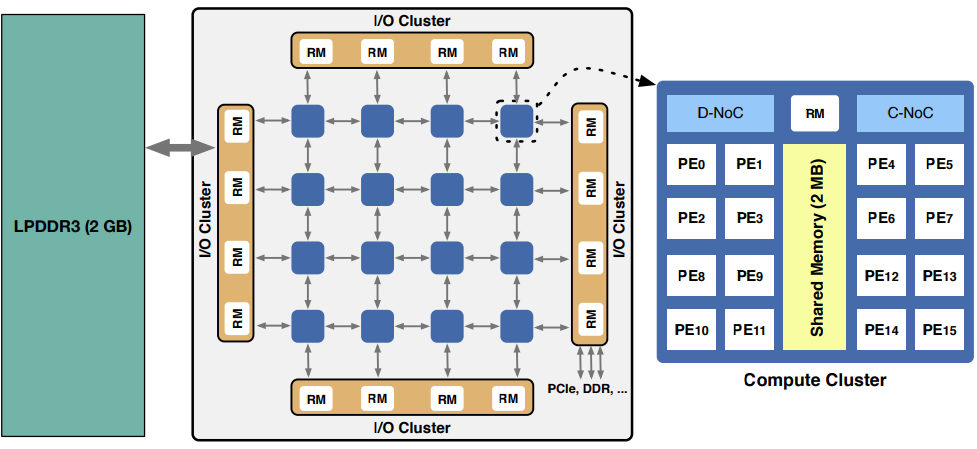 LPDDR3 (2 GB)
I/O Cluster
RM RM RM RM
I/O Cluster
RM
RM
RM
RM
RM
RM
RM
RM
I/O Cluster
PCIe, DDR, ...
RM RM RM RM
I/O Cluster
D-NoC RM C-NoC
PE0 PE1 PE4 PE5
PE2 PE3 PE6 PE7
Shared Memory (2 MB)
PE8 PE9 PE12 PE13
PE10 PE11 PE14 PE15
Compute Cluster